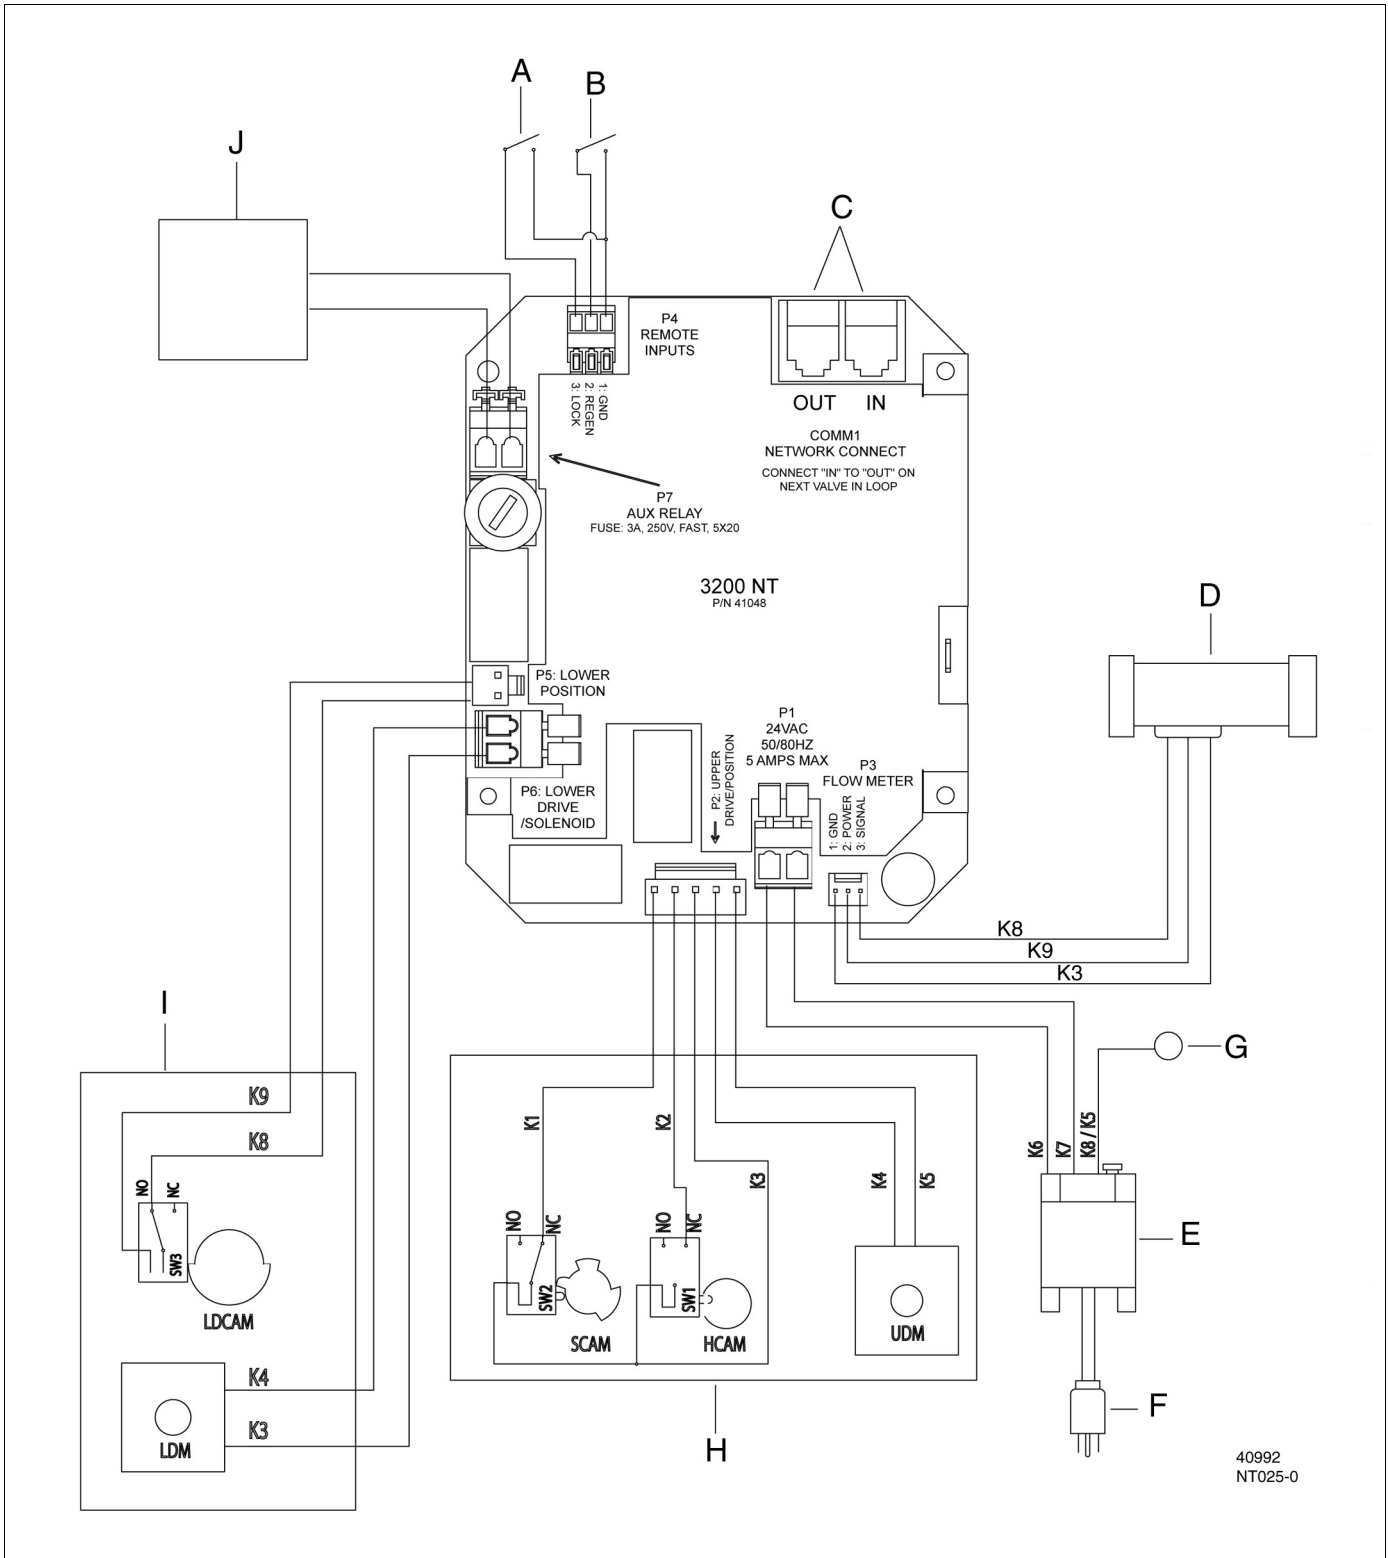 A
B
J
C
P4
REMOTE
INPUTS
1: GND
2: REGEN
3: LOCK
OUT IN
COMM1
NETWORK CONNECT
CONNECT "IN" TO "OUT" ON
NEXT VALVE IN LOOP
P7
AUX RELAY
FUSE: 3A, 250V, FAST, 5X20
3200 NT
P/N 41048
D
P5: LOWER
POSITION
P1
24VAC
50/80HZ
5 AMPS MAX
P2: UPPER
DRIVE/POSITION
P3
FLOW METER
1: GND
2: POWER
3: SIGNAL
P6: LOWER
DRIVE
/SOLENOID
K8
K9
K3
I
G
K9
K8
K1
K2
K3
K4
K5
K6
K7
K8 / K5
NO
NC
SW3
LDCAM
NO
NC
SW2
SCAM
NO
NC
SW1
HCAM
UDM
E
K4
K3
LDM
F
H
40992
NT025-0